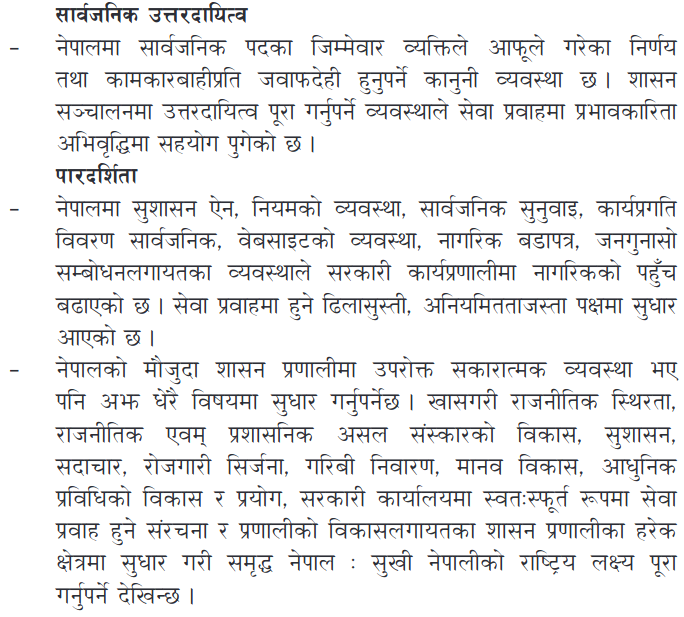 सार्वजनिक उत्तरदायित्व
– नेपालमा सार्वजनिक पदका जिम्मेवार व्यक्तिले आफूले गरेका निर्णय
तथा कामकारबाहीप्रति जवाफदेही हुनुपर्ने कानुनी व्यवस्था छ । शासन
सञ्चालनमा उत्तरदायित्व पूरा गर्नुपर्ने व्यवस्थाले सेवा प्रवाहमा प्रभावकारिता
अभिवृद्धिमा सहयोग पुगेको छ ।
पारदर्शिता
– नेपालमा सुशासन ऐन, नियमको व्यवस्था, सार्वजनिक सुनुवाइ, कार्यप्रगति
विवरण सार्वजनिक, वेबसाइटको व्यवस्था, नागरिक बडापत्र, जनगुनासो
सम्बोधनलगायतका व्यवस्थाले सरकारी कार्यप्रणालीमा नागरिकको पहुँच
बढाएको छ । सेवा प्रवाहमा हुने ढिलासुस्ती, अनियमितताजस्ता पक्षमा सुधार
आएको छ ।
– नेपालको मौजुदा शासन प्रणालीमा उपरोक्त सकारात्मक व्यवस्था भए
पनि अझ धेरै विषयमा सुधार गर्नुपर्नेछ । खासगरी राजनीतिक स्थिरता,
राजनीतिक एवम् प्रशासनिक असल संस्कारको विकास, सुशासन,
सदाचार, रोजगारी सिर्जना, गरिबी निवारण, मानव विकास, आधुनिक
प्रविधिको विकास र प्रयोग, सरकारी कार्यालयमा स्वतःस्फूर्त रूपमा सेवा
प्रवाह हुने संरचना र प्रणालीको विकासलगायतका शासन प्रणालीका हरेक
क्षेत्रमा सुधार गरी समृद्ध नेपाल : सुखी नेपालीको राष्ट्रिय लक्ष्य पूरा
गर्नुपर्ने देखिन्छ ।